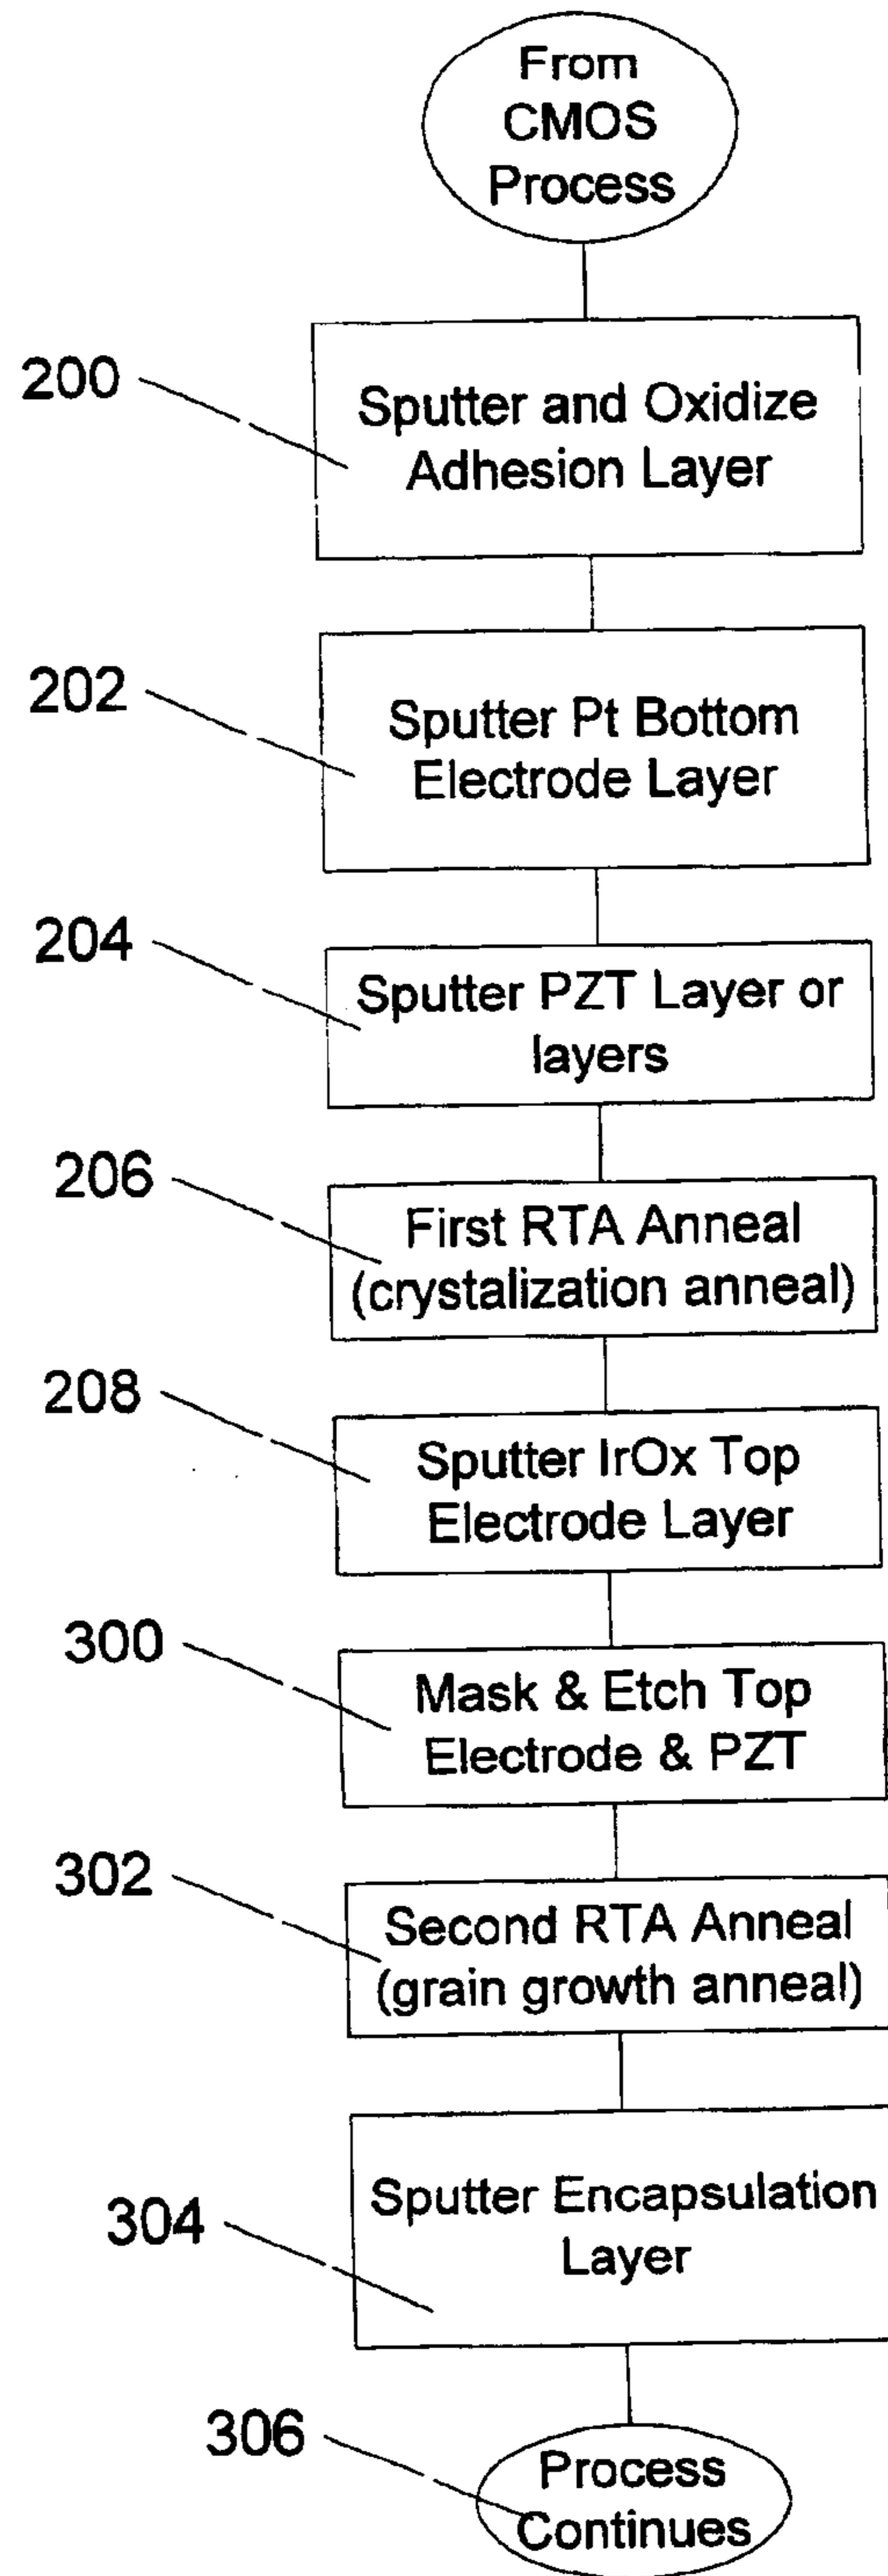 From
CMOS
Process
200
Sputter and Oxidize
Adhesion Layer
202
Sputter Pt Bottom
Electrode Layer
204
Sputter PZT Layer or
layers
206
First RTA Anneal
(crystalization anneal)
208
Sputter IrOx Top
Electrode Layer
300
Mask & Etch Top
Electrode & PZT
302
Second RTA Anneal
(grain growth anneal)
304
Sputter Encapsulation
Layer
306
Process
Continues